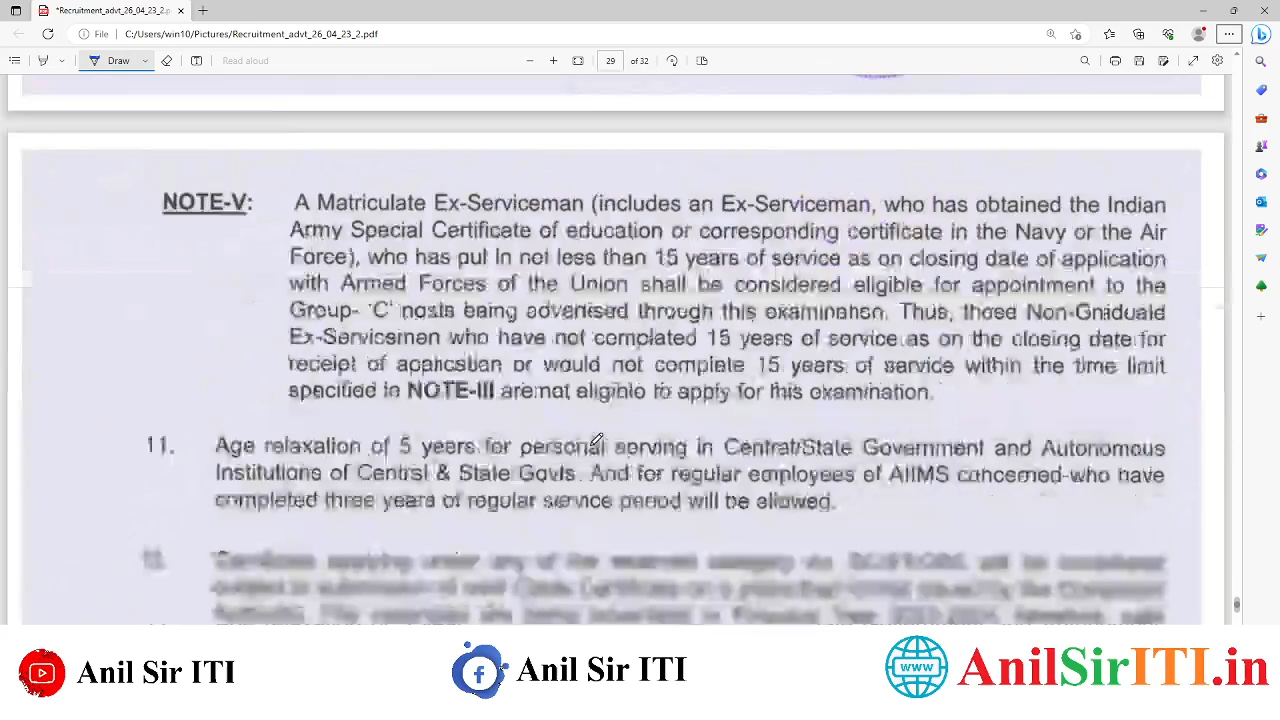 *Recruitment_advt_26_04_23_2.p
File C:/Users/win10/Pictures/Recruitment_advt_26_04_23_2.pdf
Draw Read aloud 29 of 32
NOTE-V: A Matriculate Ex-Serviceman (includes an Ex-Serviceman, who has obtained the Indian
Army Special Certificate of education or corresponding certificate in the Navy or the Air
Force), who has put in not less than 15 years of service as on closing date of application
with Armed Forces of the Union shall be considered eligible for appointment to the
Group- 'C' posts being advertised through this examination. Thus, those Non-Graduate
Ex-Servicemen who have not completed 15 years of service as on the closing date for
receipt of application or would not complete 15 years of service within the time limit
specified in NOTE-III are not eligible to apply for this examination.
11. Age relaxation of 5 years for personal serving in Central/State Government and Autonomous
Institutions of Central & State Govts. And for regular employees of AIIMS concerned-who have
completed three years of regular service period will be allowed.
Anil Sir ITI
Anil Sir ITI
www
AnilSirITI.in